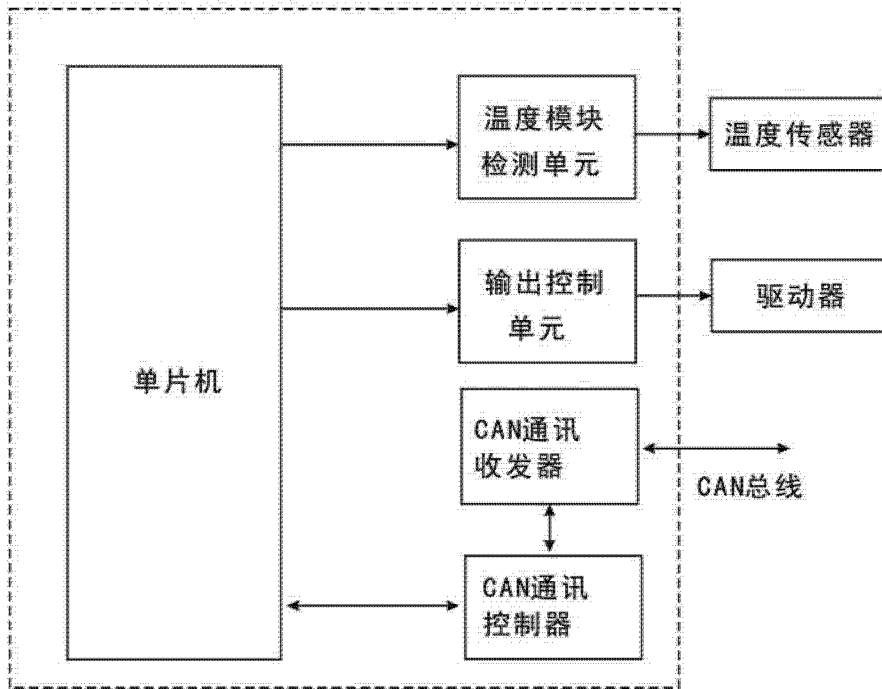 单片机
温度模块
检测单元
温度传感器
输出控制
单元
驱动器
CAN通讯
收发器
CAN总线
CAN通讯
控制器